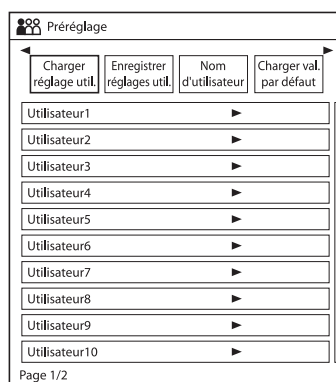 Préréglage
Charger réglage util.
Enregistrer réglages util.
Nom d'utilisateur
Charger val. par défaut
Utilisateur1
Utilisateur2
Utilisateur3
Utilisateur4
Utilisateur5
Utilisateur6
Utilisateur7
Utilisateur8
Utilisateur9
Utilisateur10
Page 1/2